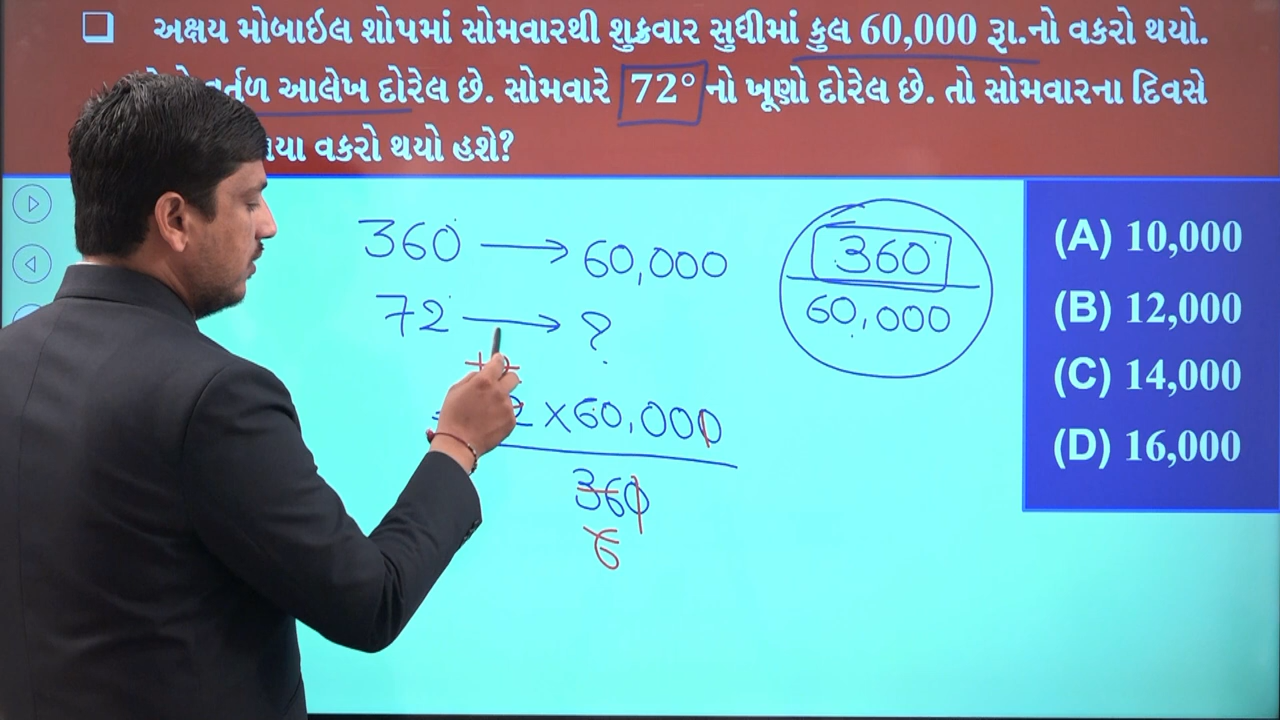 અક્ષય મોબાઇલ શોપમાં સોમવારથી શુક્રવાર સુધીમાં કુલ 60,000 રૂા.નો વકરો થયો.
આલેખ દોરેલ છે. સોમવારે 72° નો ખૂણો દોરેલ છે. તો સોમવારના દિવસે
વકરો થયો હશે?
360 → 60,000
72 → ?
2 × 60,000
360
6
360
60,000
(A) 10,000
(B) 12,000
(C) 14,000
(D) 16,000